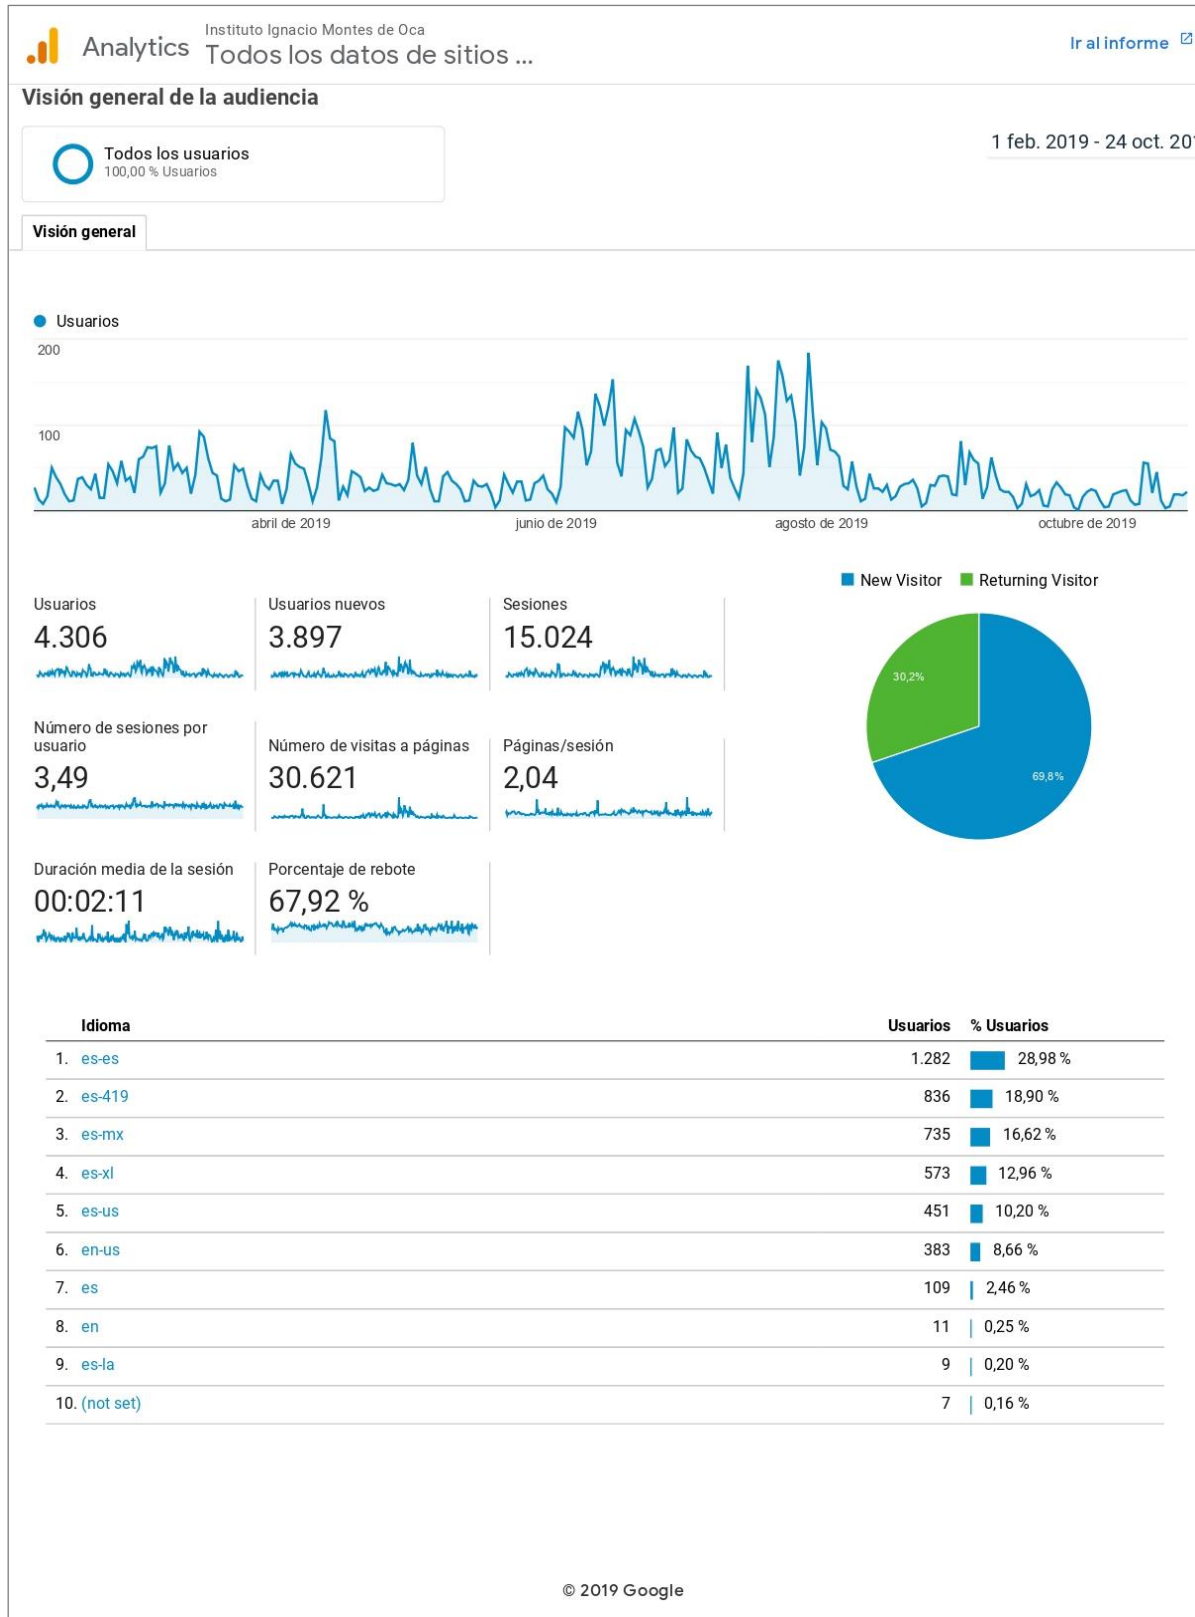 Analytics
Instituto Ignacio Montes de Oca
Todos los datos de sitios ...
Ir al informe
Visión general de la audiencia
Todos los usuarios
100,00 % Usuarios
1 feb. 2019 - 24 oct. 201
Visión general
Usuarios
200
100
abril de 2019 junio de 2019 agosto de 2019 octubre de 2019
New Visitor Returning Visitor
30,2%
69,8%
Usuarios
4.306
Usuarios nuevos
3.897
Sesiones
15.024
Número de sesiones por
usuario
3,49
Número de visitas a páginas
30.621
Páginas/sesión
2,04
Duración media de la sesión
00:02:11
Porcentaje de rebote
67,92 %
Idioma Usuarios % Usuarios
1. es-es 1.282 28,98 %
2. es-419 836 18,90 %
3. es-mx 735 16,62 %
4. es-xl 573 12,96 %
5. es-us 451 10,20 %
6. en-us 383 8,66 %
7. es 109 2,46 %
8. en 11 0,25 %
9. es-la 9 0,20 %
10. (not set) 7 0,16 %
© 2019 Google